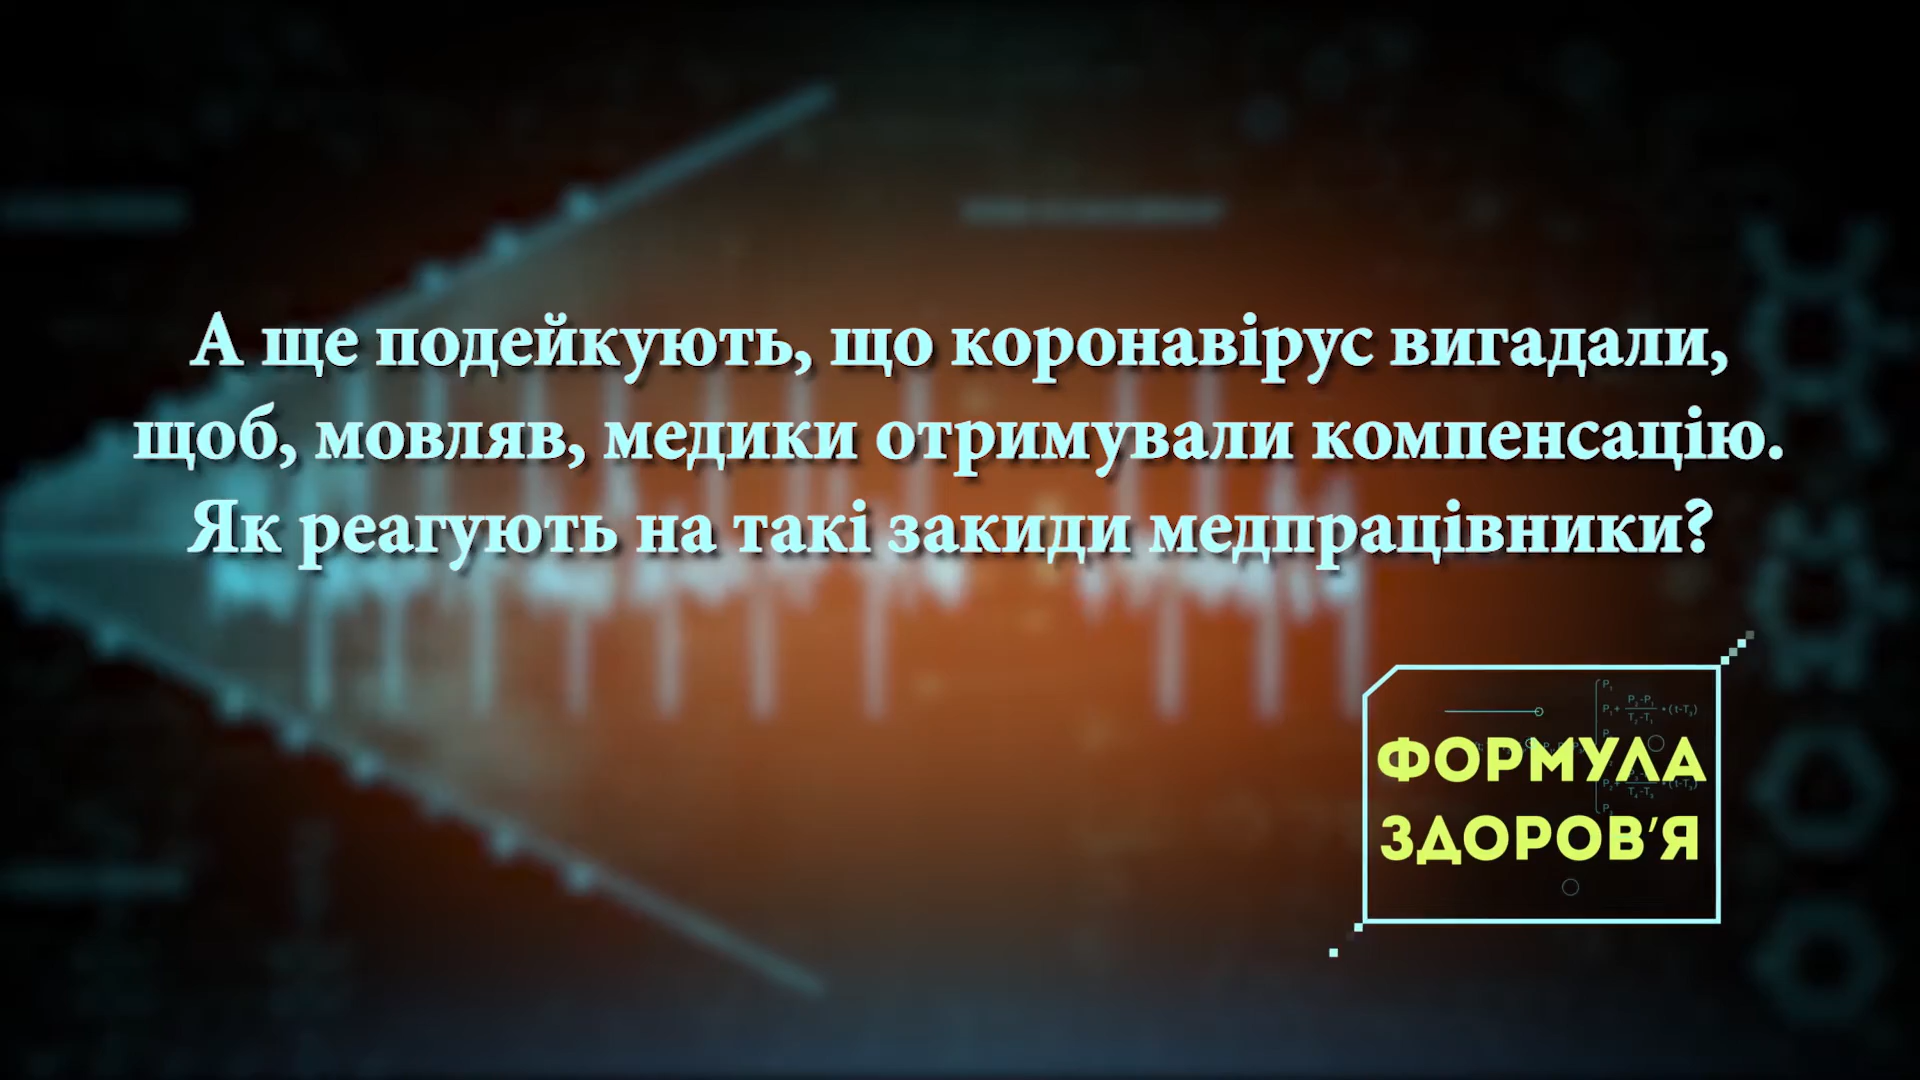 А ще подейкують, що коронавірус вигадали,
щоб, мовляв, медики отримували компенсацію.
Як реагують на такі закиди медпрацівники?
ФОРМУЛА
ЗДОРОВ'Я